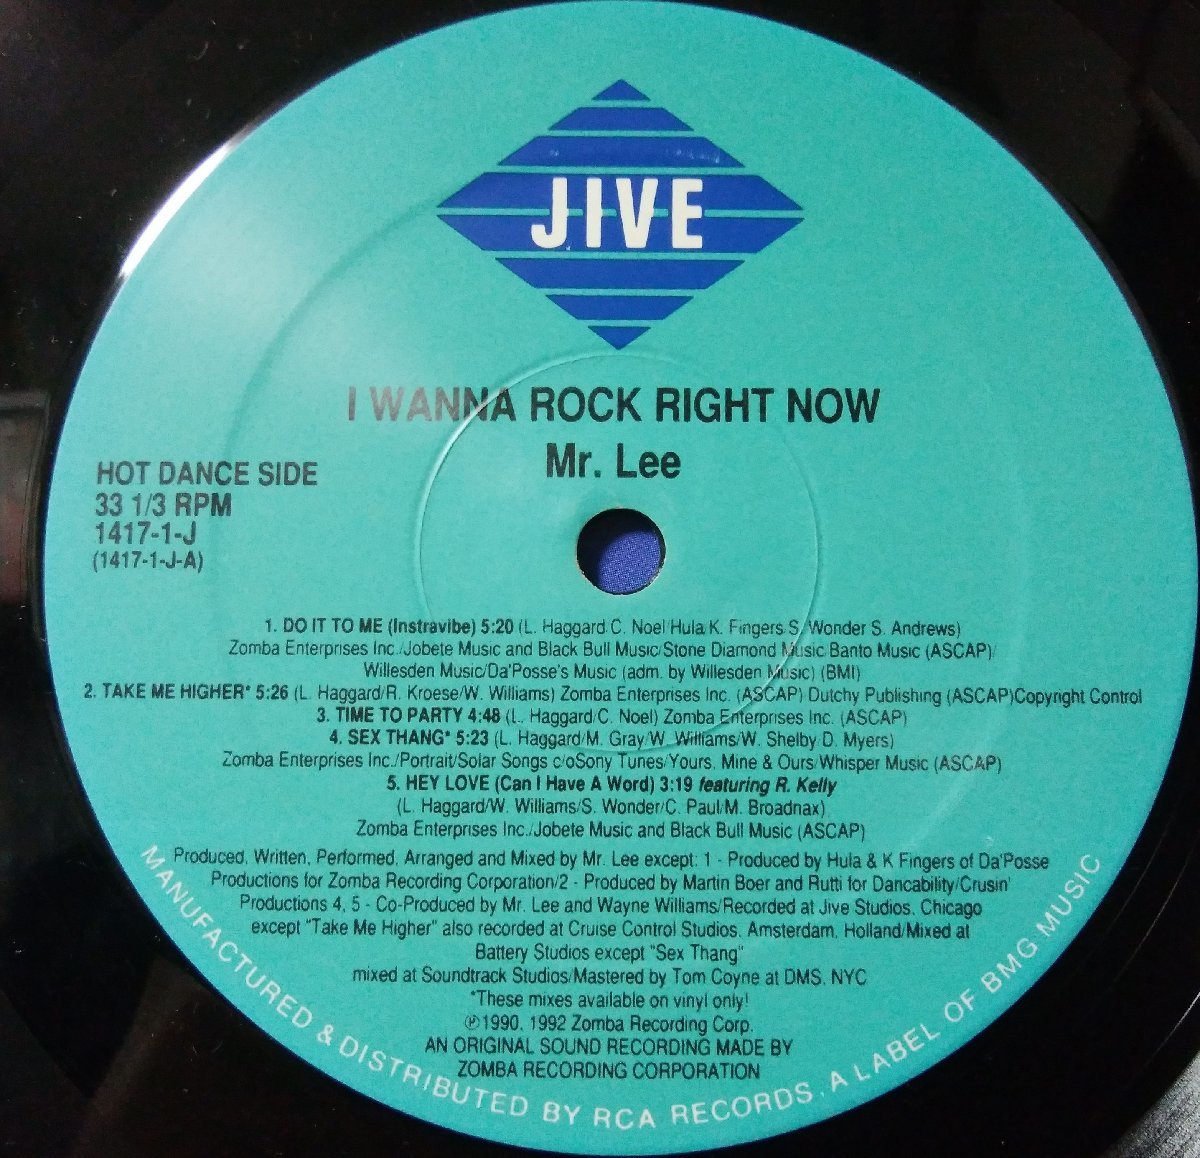 JIVE
I WANNA ROCK RIGHT NOW
Mr. Lee
HOT DANCE SIDE
33 1/3 RPM
1417-1-J
(1417-1-J-A)
1. DO IT TO ME (Instravibe) 5:20 (L. Haggard/C. Noel/Hula/K. Fingers/S. Wonder/S. Andrews)
Zomba Enterprises Inc./Jobete Music and Black Bull Music/Stone Diamond Music/Banto Music (ASCAP)/
Willesden Music/Da'Posse's Music (adm. by Willesden Music) (BMI)
2. TAKE ME HIGHER* 5:26 (L. Haggard/R. Kroese/W. Williams) Zomba Enterprises Inc. (ASCAP) Dutchy Publishing (ASCAP)Copyright Control
3. TIME TO PARTY 4:48 (L. Haggard/C. Noel) Zomba Enterprises Inc. (ASCAP)
4. SEX THANG* 5:23 (L. Haggard/M. Gray/W. Williams/W. Shelby/D. Myers)
Zomba Enterprises Inc./Portrait/Solar Songs c/oSony Tunes/Yours, Mine & Ours/Whisper Music (ASCAP)
5. HEY LOVE (Can I Have A Word) 3:19 featuring R. Kelly
(L. Haggard/W. Williams/S. Wonder/C. Paul/M. Broadnax)
Zomba Enterprises Inc./Jobete Music and Black Bull Music (ASCAP)
Produced, Written, Performed, Arranged and Mixed by Mr. Lee except: 1 - Produced by Hula & K Fingers of Da'Posse
Productions for Zomba Recording Corporation/2 - Produced by Martin Boer and Rutti for Dancability/Crusin'
Productions 4, 5 - Co-Produced by Mr. Lee and Wayne Williams/Recorded at Jive Studios, Chicago
except "Take Me Higher" also recorded at Cruise Control Studios, Amsterdam, Holland/Mixed at
Battery Studios except "Sex Thang"
mixed at Soundtrack Studios/Mastered by Tom Coyne at DMS, NYC
*These mixes available on vinyl only!
℗1990, 1992 Zomba Recording Corp.
AN ORIGINAL SOUND RECORDING MADE BY
ZOMBA RECORDING CORPORATION
MANUFACTURED & DISTRIBUTED BY RCA RECORDS, A LABEL OF BMG MUSIC